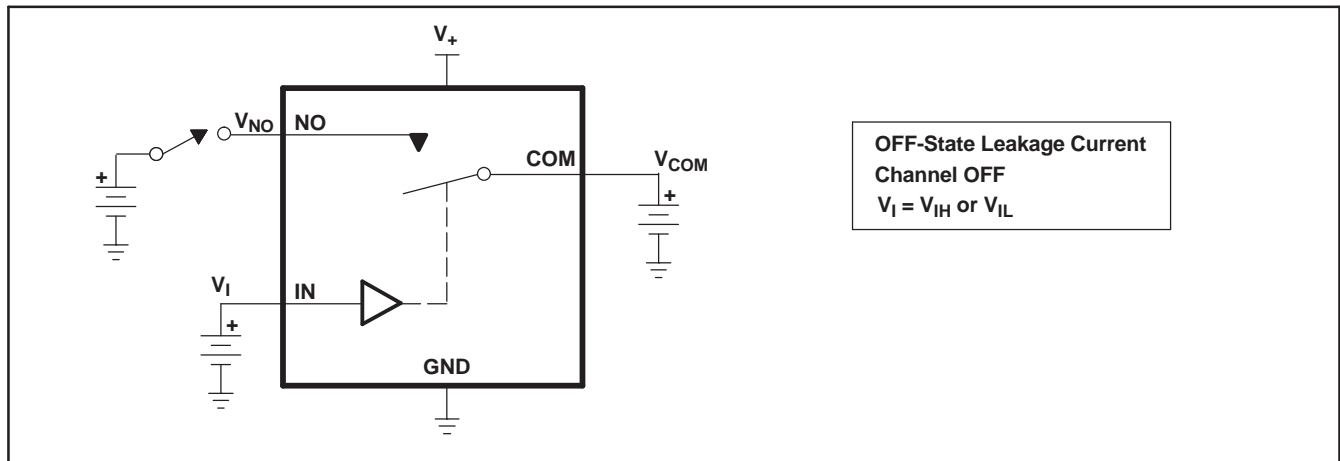 V+
VNO NO
COM VCOM
+
+
VI IN
+
GND
OFF-State Leakage Current
Channel OFF
VI = VIH or VIL